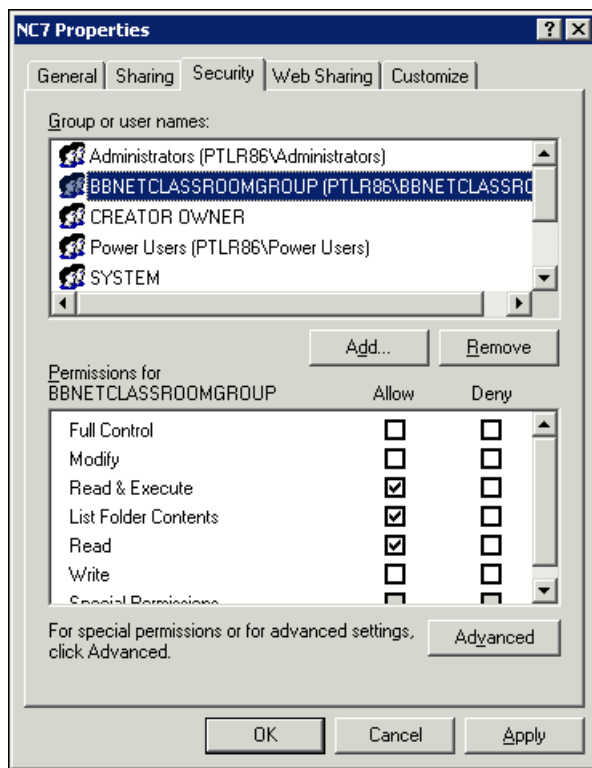 NC7 Properties
General Sharing Security Web Sharing Customize
Group or user names:
Administrators (PTLR86\Administrators)
BBNETCLASSROOMGROUP (PTLR86\BBNETCLASSRO
CREATOR OWNER
Power Users (PTLR86\Power Users)
SYSTEM
Add... Remove
Permissions for
BBNETCLASSROOMGROUP Allow Deny
Full Control
Modify
Read & Execute
List Folder Contents
Read
Write
Special Permissions
For special permissions or for advanced settings,
click Advanced.
Advanced
OK Cancel Apply